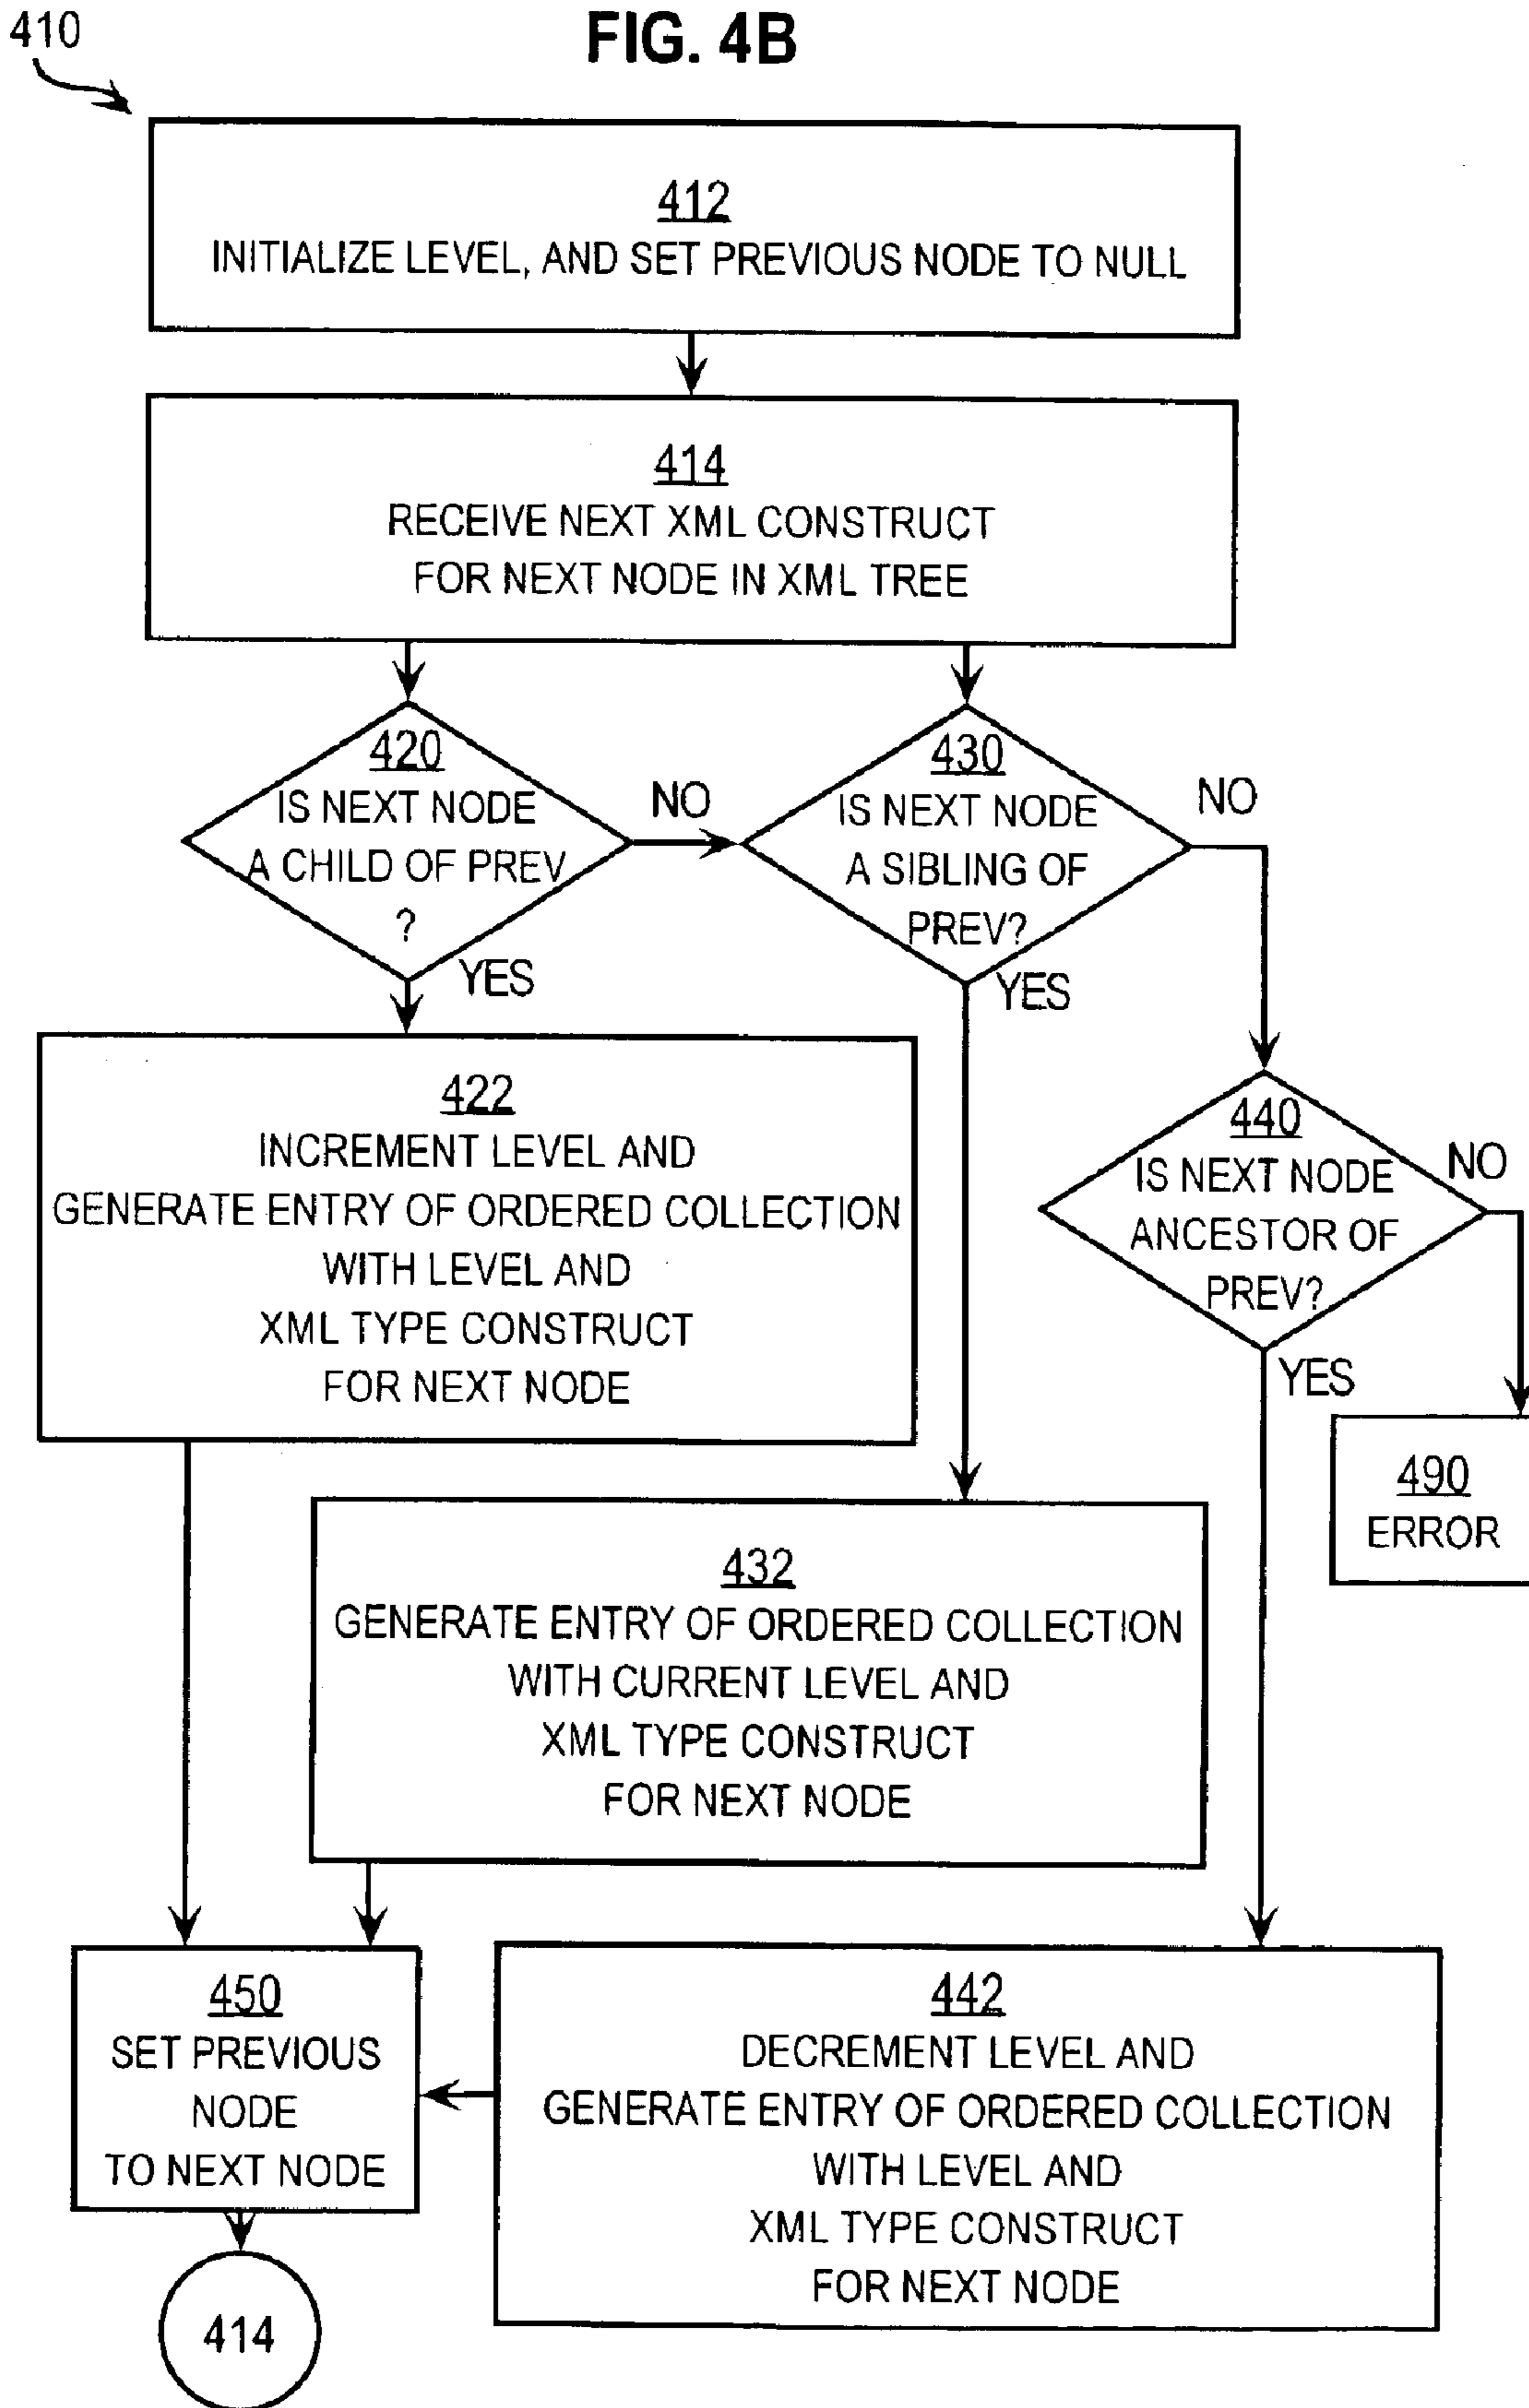 410
FIG. 4B
412
INITIALIZE LEVEL, AND SET PREVIOUS NODE TO NULL
414
RECEIVE NEXT XML CONSTRUCT
FOR NEXT NODE IN XML TREE
420
IS NEXT NODE
A CHILD OF PREV
?
NO
YES
430
IS NEXT NODE
A SIBLING OF
PREV?
NO
YES
422
INCREMENT LEVEL AND
GENERATE ENTRY OF ORDERED COLLECTION
WITH LEVEL AND
XML TYPE CONSTRUCT
FOR NEXT NODE
440
IS NEXT NODE
ANCESTOR OF
PREV?
NO
YES
490
ERROR
432
GENERATE ENTRY OF ORDERED COLLECTION
WITH CURRENT LEVEL AND
XML TYPE CONSTRUCT
FOR NEXT NODE
450
SET PREVIOUS
NODE
TO NEXT NODE
442
DECREMENT LEVEL AND
GENERATE ENTRY OF ORDERED COLLECTION
WITH LEVEL AND
XML TYPE CONSTRUCT
FOR NEXT NODE
414